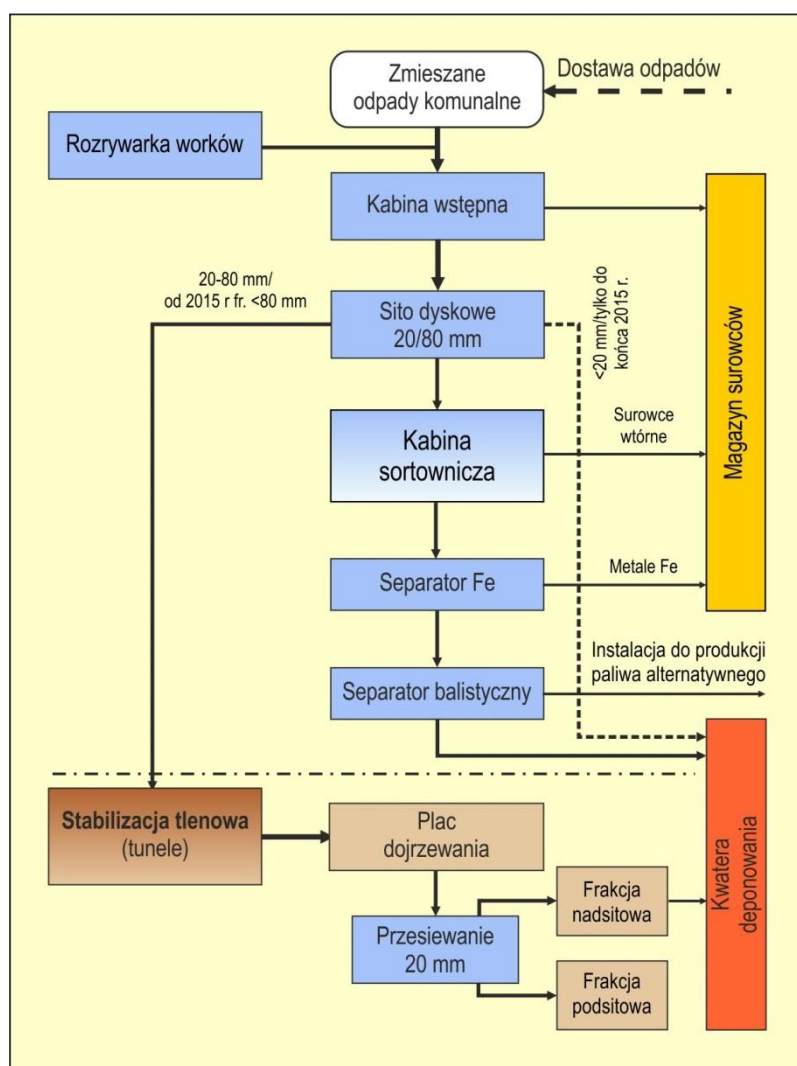 Zmieszane
odpady komunalne
Dostawa odpadów
Rozrywarka worków
Kabina wstępna
20-80 mm/
od 2015 r fr. <80 mm
Sito dyskowe
20/80 mm
<20 mm/tylko do
końca 2015 r.
Magazyn surowców
Kabina
sortownicza
Surowce
wtórne
Separator Fe
Metale Fe
Separator balistyczny
Instalacja do produkcji
paliwa alternatywnego
Stabilizacja tlenowa
(tunele)
Plac
dojrzewania
Przesiewanie
20 mm
Frakcja
nadsitowa
Frakcja
podsitowa
Kwatera
deponowania